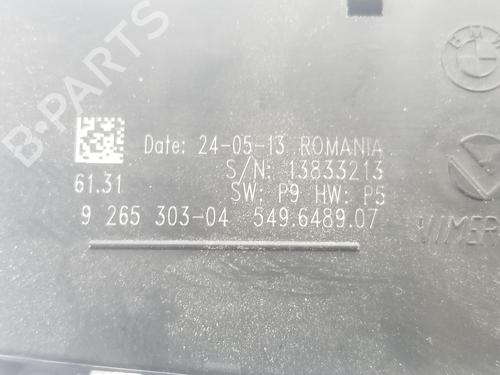 B-PARTS
BMW
Date: 24-05-13 ROMANIA
S/N: 13833213
61.31
SW: P9 HW: P5
9 265 303-04 549.6489.07